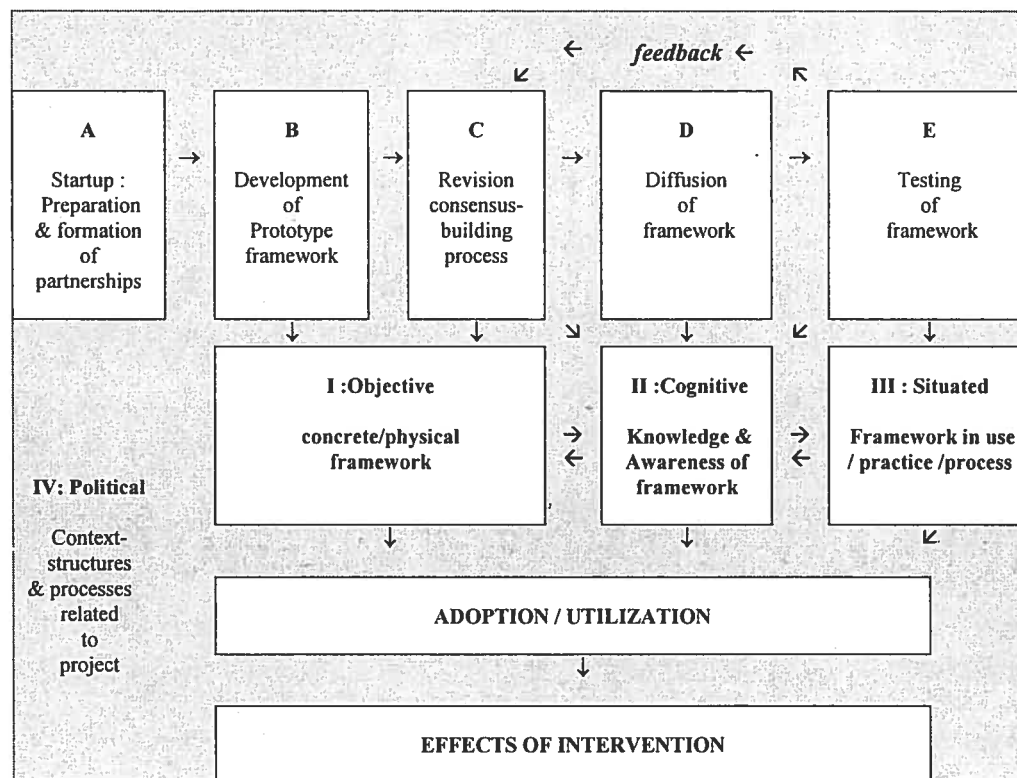 ← feedback ←
↙ ↖
A
Startup :
Preparation
& formation
of
partnerships
→
B
Development
of
Prototype
framework
→
C
Revision
consensus-
building
process
→
D
Diffusion
of
framework
→
E
Testing
of
framework
↓ ↓ ↘ ↓ ↙ ↓
I :Objective
concrete/physical
framework
→
←
II :Cognitive
Knowledge &
Awareness of
framework
→
←
III : Situated
Framework in use
/ practice /process
IV: Political
Context-
structures
& processes
related
to
project
↓ ↓ ↙
ADOPTION / UTILIZATION
↓
EFFECTS OF INTERVENTION